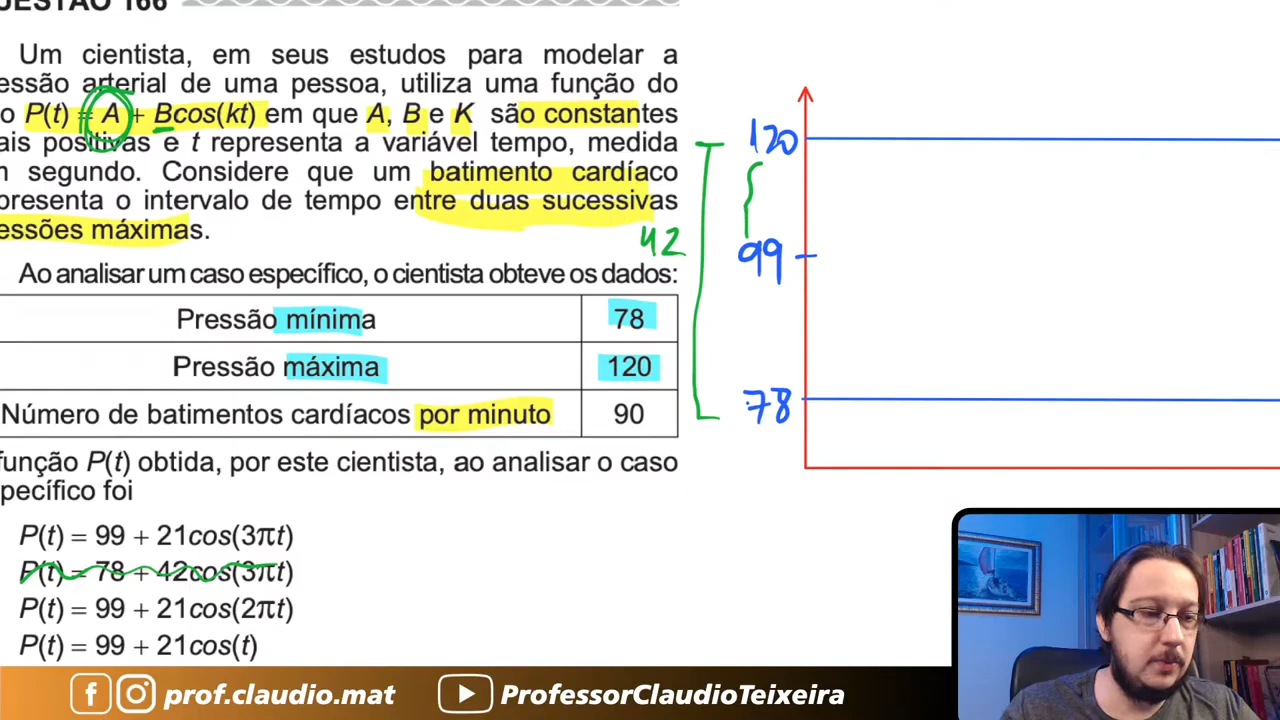 UESTÃO 166
Um cientista, em seus estudos para modelar a
essão arterial de uma pessoa, utiliza uma função do
o P(t) = A + Bcos(kt) em que A, B e K são constantes
ais positivas e t representa a variável tempo, medida
m segundo. Considere que um batimento cardíaco
presenta o intervalo de tempo entre duas sucessivas
essões máximas.
Ao analisar um caso específico, o cientista obteve os dados:
Pressão mínima 78
Pressão máxima 120
Número de batimentos cardíacos por minuto 90
função P(t) obtida, por este cientista, ao analisar o caso
pecífico foi
P(t) = 99 + 21cos(3πt)
P(t) = 78 + 42cos(3πt)
P(t) = 99 + 21cos(2πt)
P(t) = 99 + 21cos(t)
120
42
99
78
prof.claudio.mat
ProfessorClaudioTeixeira